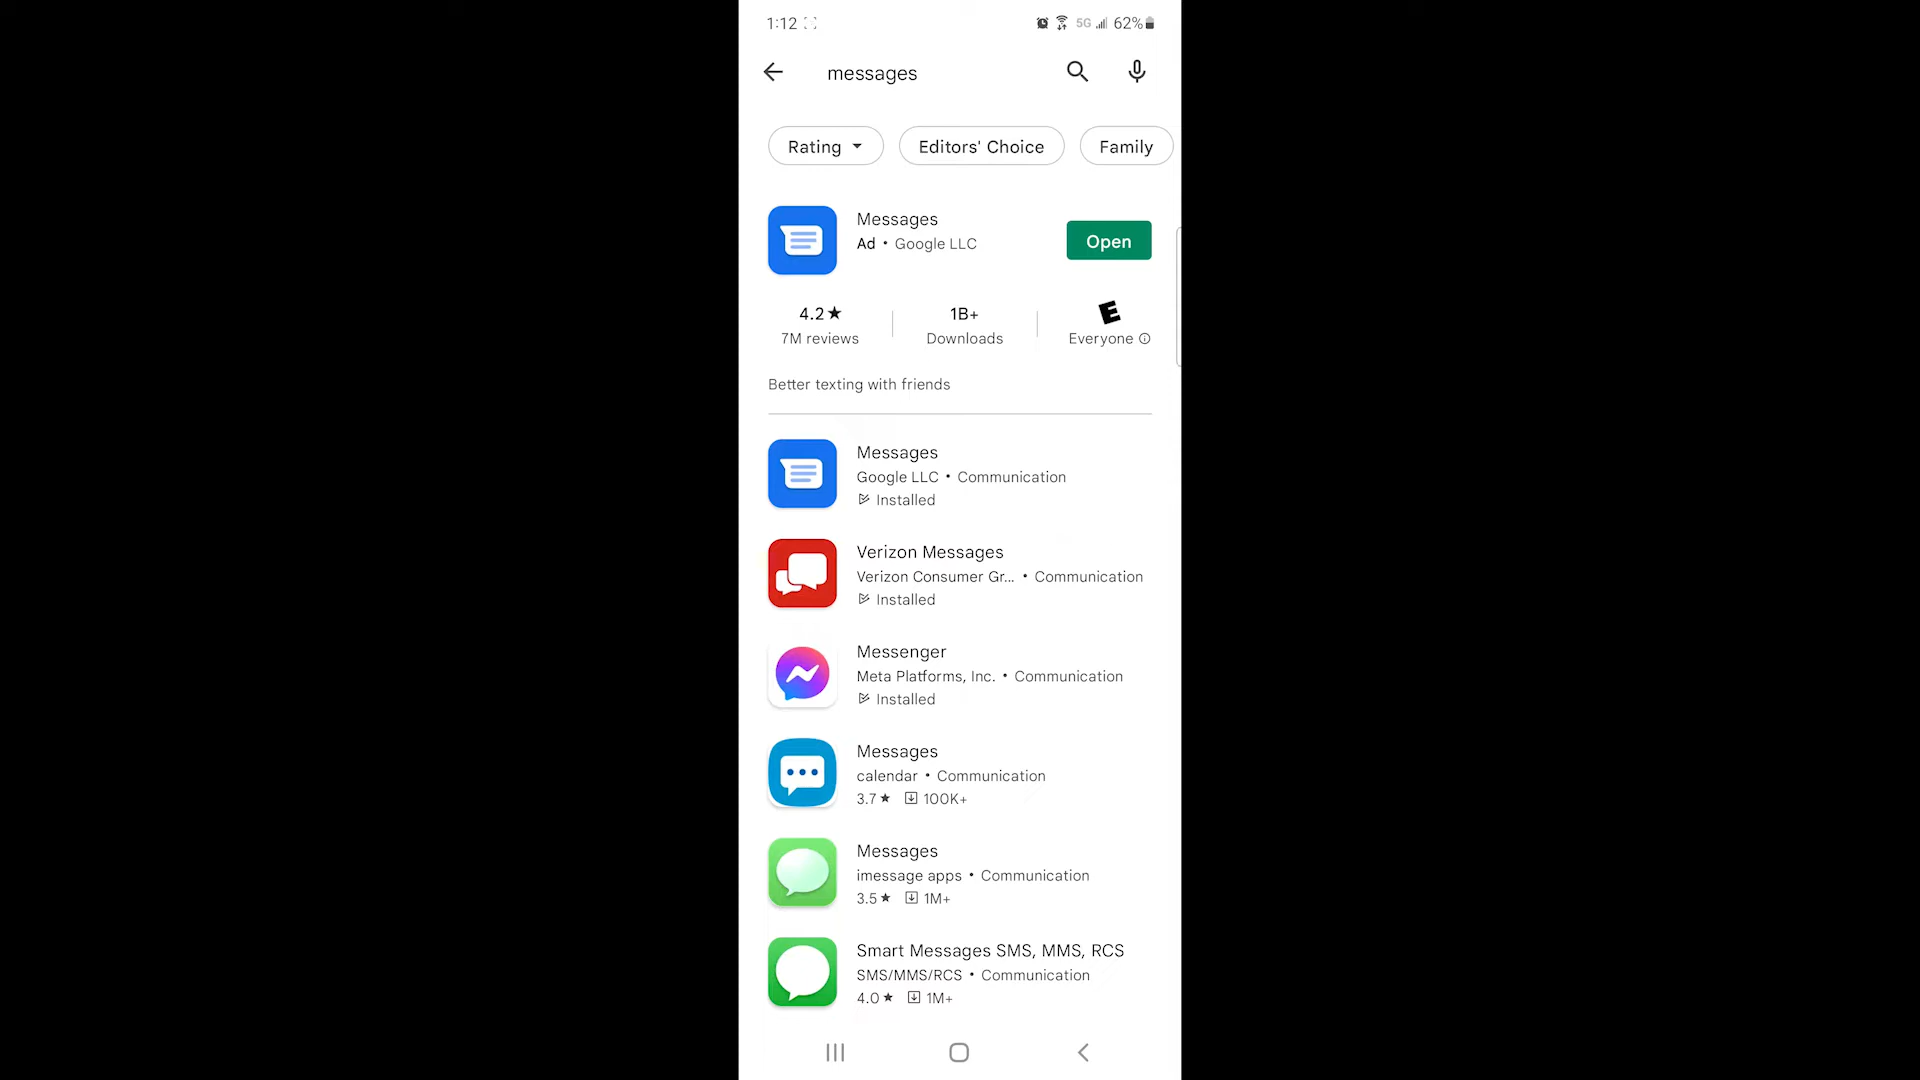 1:12 5G 62%
messages
Rating Editors' Choice Family
Messages
Ad • Google LLC
Open
4.2★ 1B+ E
7M reviews Downloads Everyone
Better texting with friends
Messages
Google LLC • Communication
Installed
Verizon Messages
Verizon Consumer Gr... • Communication
Installed
Messenger
Meta Platforms, Inc. • Communication
Installed
Messages
calendar • Communication
3.7★ 100K+
Messages
imessage apps • Communication
3.5★ 1M+
Smart Messages SMS, MMS, RCS
SMS/MMS/RCS • Communication
4.0★ 1M+